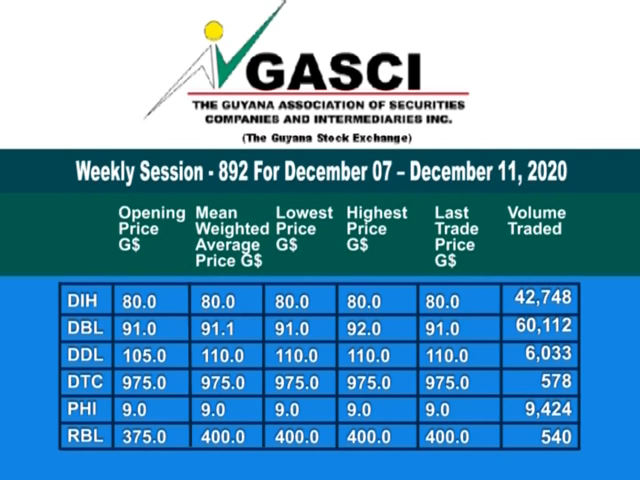 GASCI
THE GUYANA ASSOCIATION OF SECURITIES
COMPANIES AND INTERMEDIARIES INC.
(The Guyana Stock Exchange)
Weekly Session - 892 For December 07 – December 11, 2020
Opening Price G$ Mean Weighted Average Price G$ Lowest Price G$ Highest Price G$ Last Trade Price G$ Volume Traded
DIH 80.0 80.0 80.0 80.0 80.0 42,748
DBL 91.0 91.1 91.0 92.0 91.0 60,112
DDL 105.0 110.0 110.0 110.0 110.0 6,033
DTC 975.0 975.0 975.0 975.0 975.0 578
PHI 9.0 9.0 9.0 9.0 9.0 9,424
RBL 375.0 400.0 400.0 400.0 400.0 540